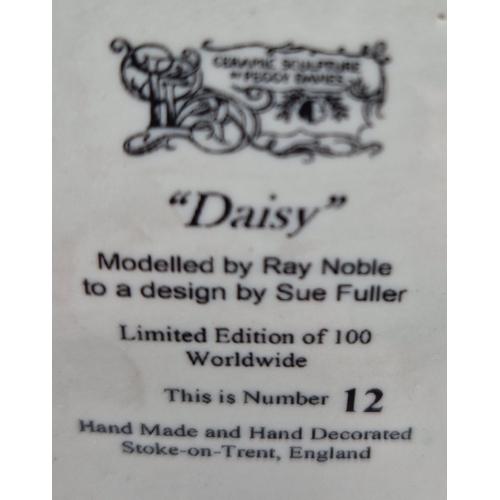 CERAMIC SCULPTURE
BY PEGGY DAVIES
"Daisy"
Modelled by Ray Noble
to a design by Sue Fuller
Limited Edition of 100
Worldwide
This is Number 12
Hand Made and Hand Decorated
Stoke-on-Trent, England